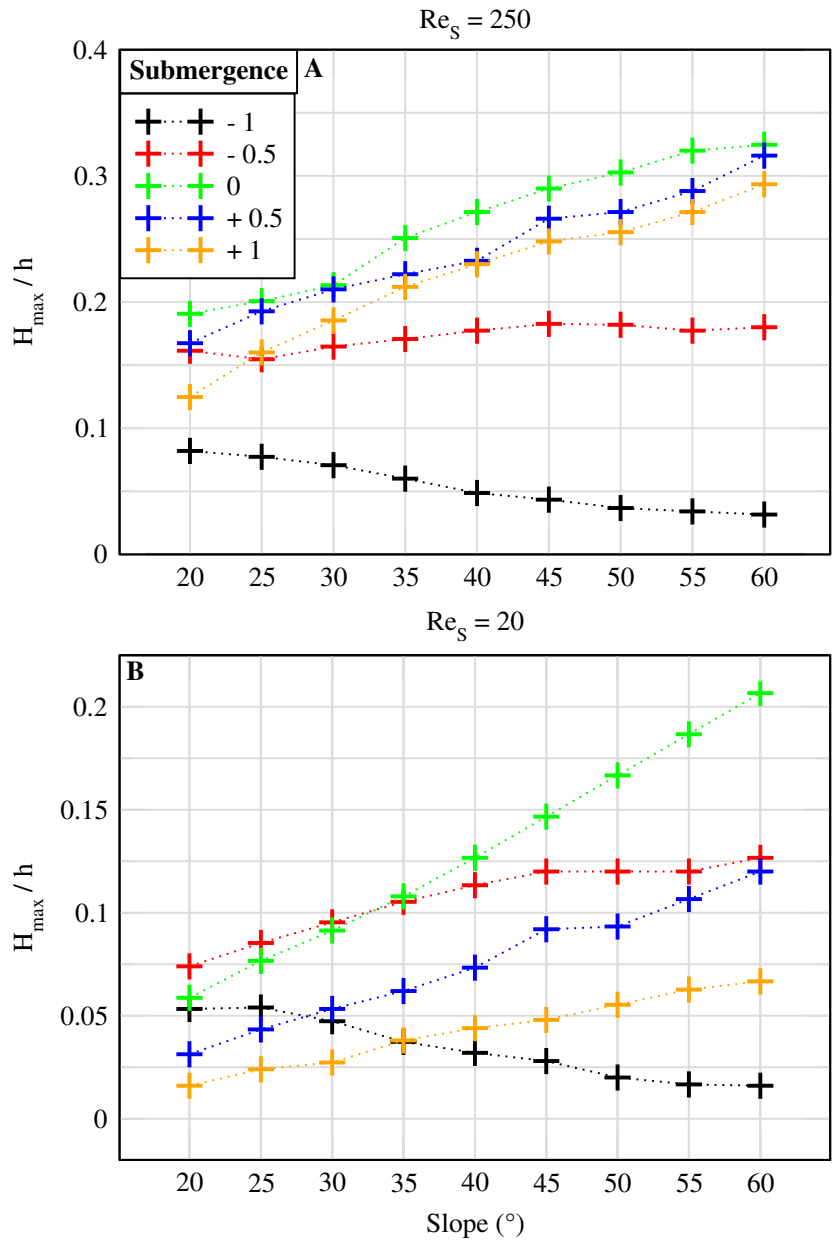 Re_S = 250
0.4
Submergence A
- 1
- 0.5
0
+ 0.5
+ 1
0.3
0.2
0.1
0
H_max / h
20 25 30 35 40 45 50 55 60
Re_S = 20
B
0.2
0.15
0.1
0.05
0
H_max / h
20 25 30 35 40 45 50 55 60
Slope (°)